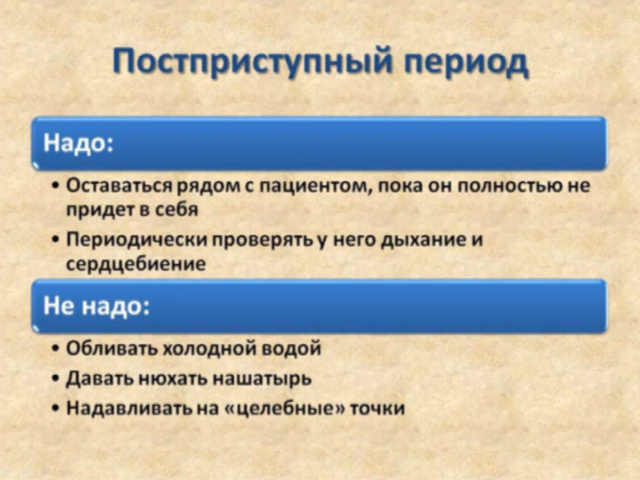 Постприступный период
Надо:
• Оставаться рядом с пациентом, пока он полностью не
придет в себя
• Периодически проверять у него дыхание и
сердцебиение
Не надо:
• Обливать холодной водой
• Давать нюхать нашатырь
• Надавливать на «целебные» точки